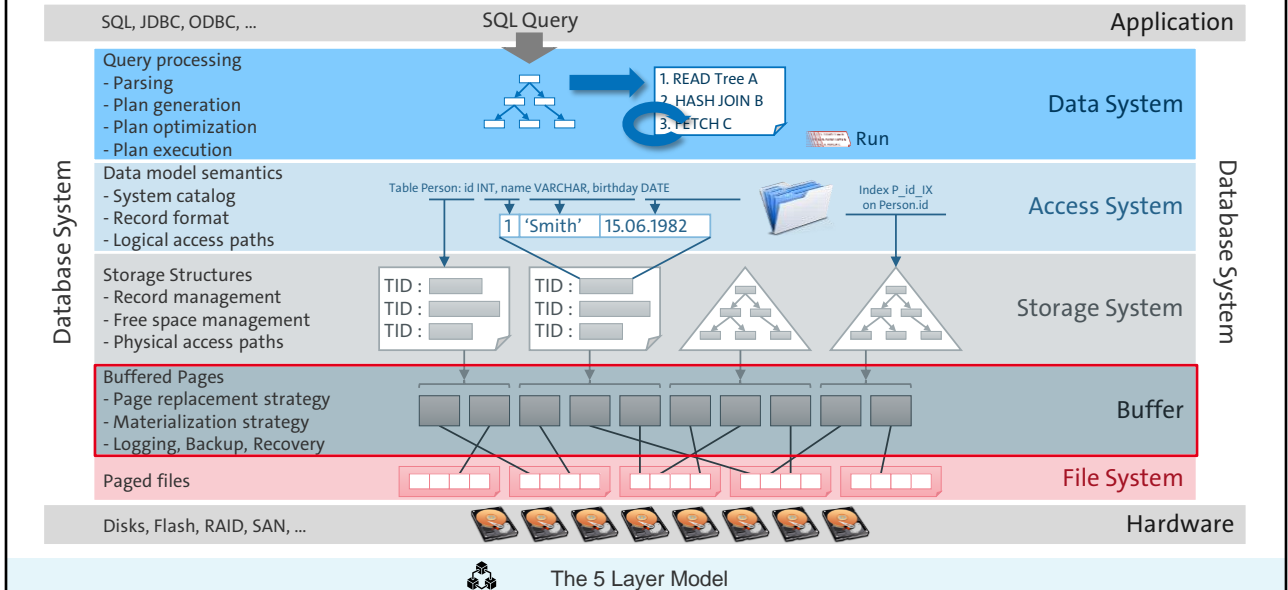 SQL, JDBC, ODBC, ...
SQL Query
Application
Query processing
- Parsing
- Plan generation
- Plan optimization
- Plan execution
1. READ Tree A
2. HASH JOIN B
3. FETCH C
Run
Data System
Database System
Database System
Data model semantics
- System catalog
- Record format
- Logical access paths
Table Person: id INT, name VARCHAR, birthday DATE
1 'Smith' 15.06.1982
Index P_id_IX
on Person.id
Access System
Storage Structures
- Record management
- Free space management
- Physical access paths
TID :
TID :
TID :
TID :
TID :
TID :
Storage System
Buffered Pages
- Page replacement strategy
- Materialization strategy
- Logging, Backup, Recovery
Buffer
Paged files
File System
Disks, Flash, RAID, SAN, ...
Hardware
The 5 Layer Model